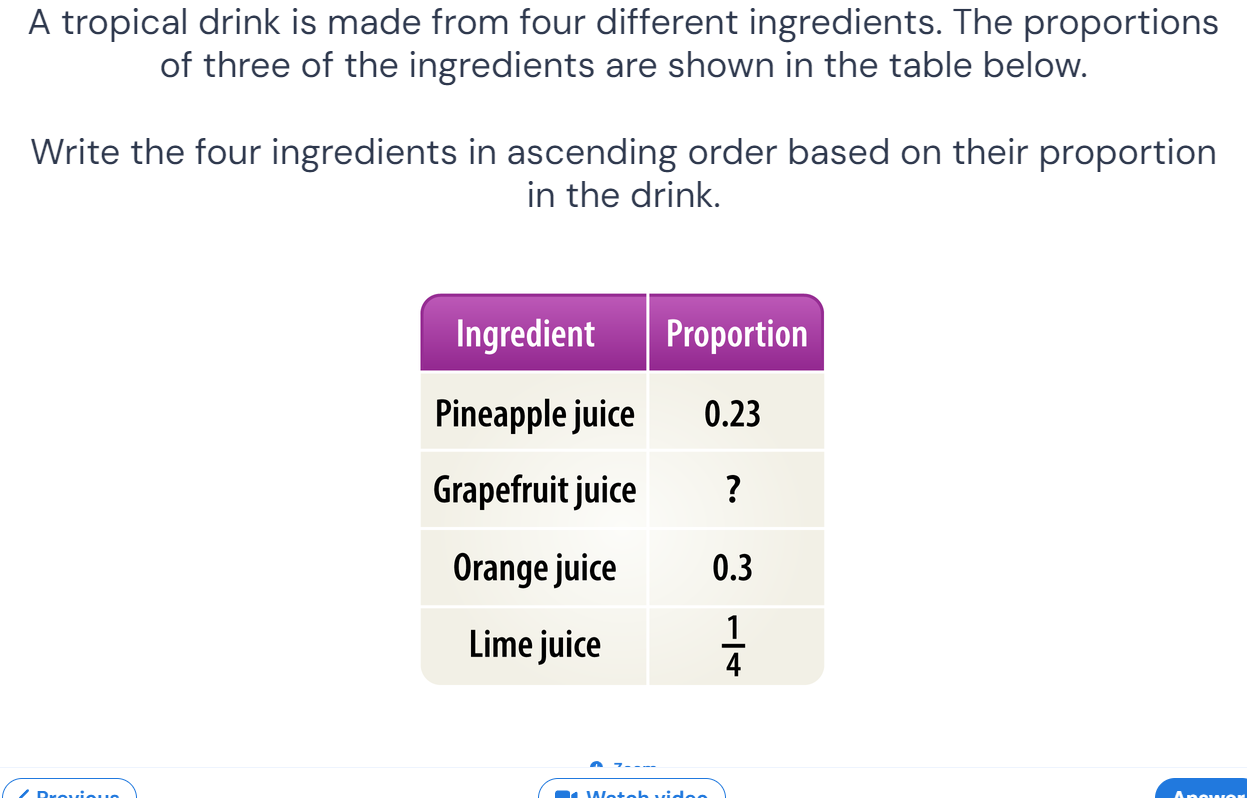 A tropical drink is made from four different ingredients. The proportions
of three of the ingredients are shown in the table below.
Write the four ingredients in ascending order based on their proportion
in the drink.
Ingredient Proportion
Pineapple juice 0.23
Grapefruit juice ?
Orange juice 0.3
Lime juice 1/4
Zoom
Previous Watch video Answer